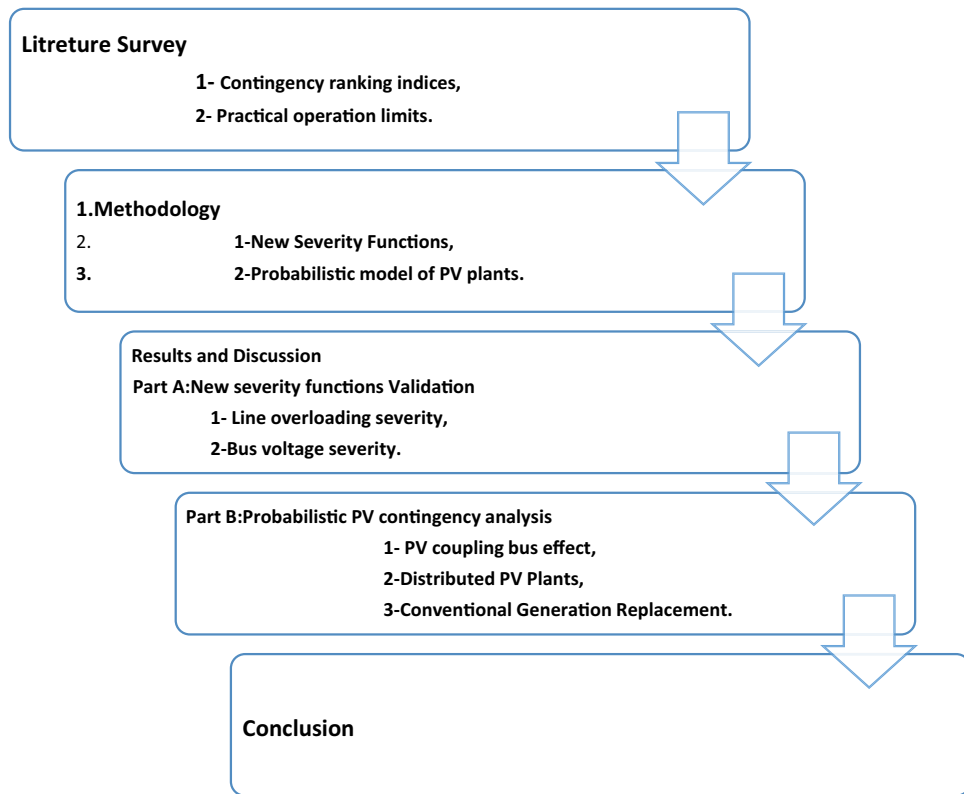 Litreture Survey
1- Contingency ranking indices,
2- Practical operation limits.
1.Methodology
2. 1-New Severity Functions,
3. 2-Probabilistic model of PV plants.
Results and Discussion
Part A:New severity functions Validation
1- Line overloading severity,
2-Bus voltage severity.
Part B:Probabilistic PV contingency analysis
1- PV coupling bus effect,
2-Distributed PV Plants,
3-Conventional Generation Replacement.
Conclusion